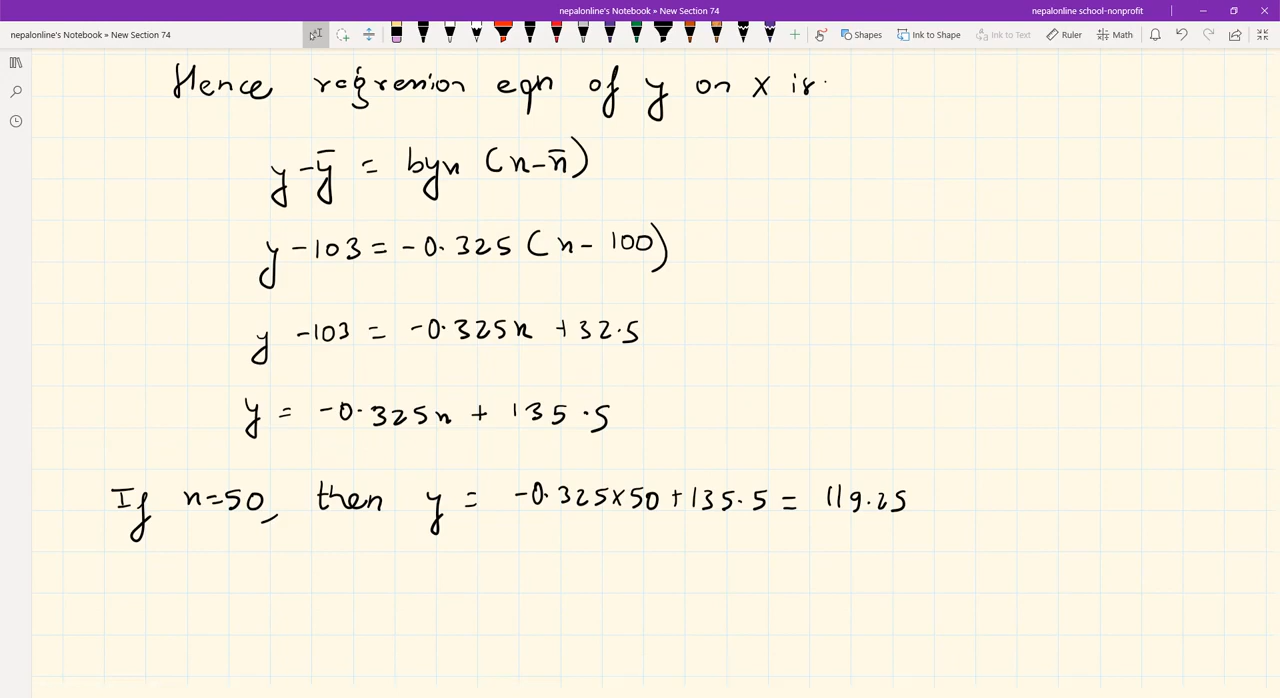 nepalonline's Notebook » New Section 74
nepalonline school-nonprofit
nepalonline's Notebook » New Section 74
Shapes
Ink to Shape
Ink to Text
Ruler
Math
Hence regression eqn of y on x is.
y - ȳ = byx (x - x̄)
y - 103 = -0.325 (x - 100)
y - 103 = -0.325x + 32.5
y = -0.325x + 135.5
If x=50, then y = -0.325×50 + 135.5 = 119.25